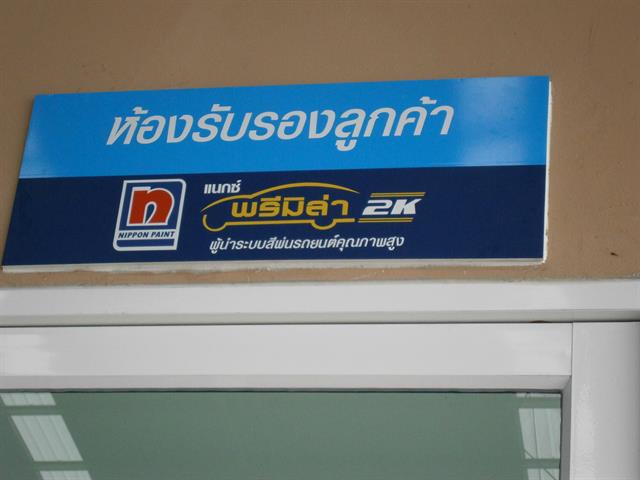 ห้องรับรองลูกค้า
n
NIPPON PAINT
แนกซ์
พรีมิล่า 2K
ผู้นำระบบสีพ่นรถยนต์คุณภาพสูง